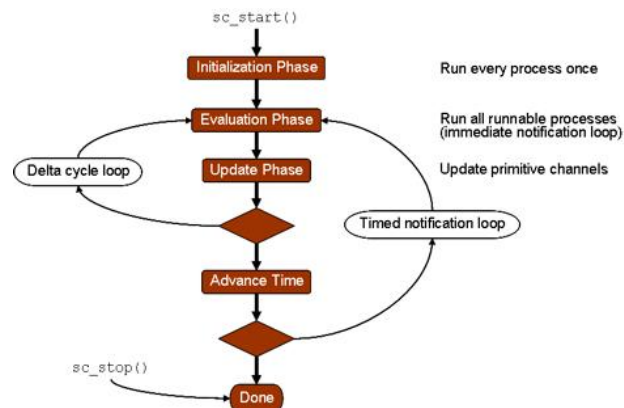 sc_start()
Initialization Phase
Run every process once
Evaluation Phase
Run all runnable processes
(immediate notification loop)
Update Phase
Update primitive channels
Delta cycle loop
Timed notification loop
Advance Time
sc_stop()
Done